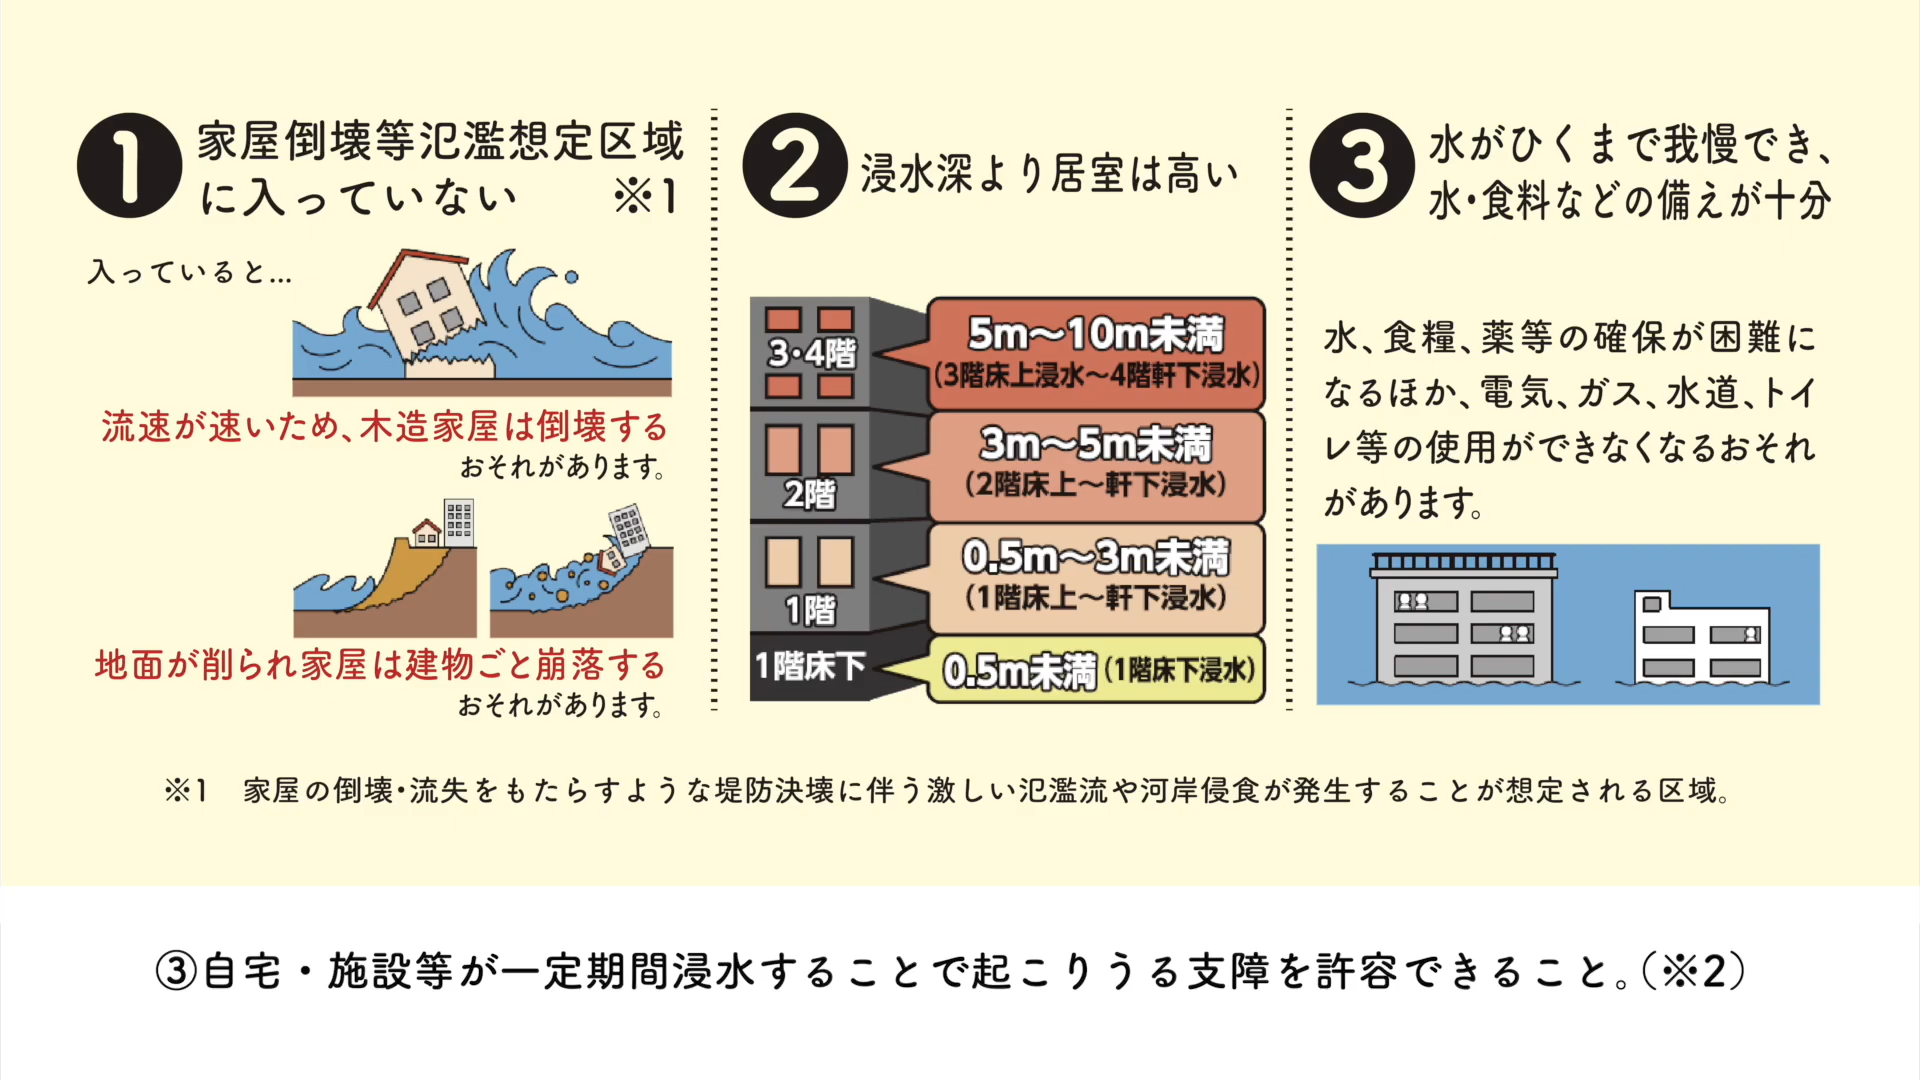 1 家屋倒壊等氾濫想定区域
に入っていない ※1
入っていると...
流速が速いため、木造家屋は倒壊する
おそれがあります。
地面が削られ家屋は建物ごと崩落する
おそれがあります。
2 浸水深より居室は高い
3・4階
5m〜10m未満
(3階床上浸水〜4階軒下浸水)
2階
3m〜5m未満
(2階床上〜軒下浸水)
1階
0.5m〜3m未満
(1階床上〜軒下浸水)
1階床下
0.5m未満(1階床下浸水)
3 水がひくまで我慢でき、
水・食料などの備えが十分
水、食糧、薬等の確保が困難に
なるほか、電気、ガス、水道、トイ
レ等の使用ができなくなるおそれ
があります。
※1 家屋の倒壊・流失をもたらすような堤防決壊に伴う激しい氾濫流や河岸侵食が発生することが想定される区域。
③自宅・施設等が一定期間浸水することで起こりうる支障を許容できること。(※2)